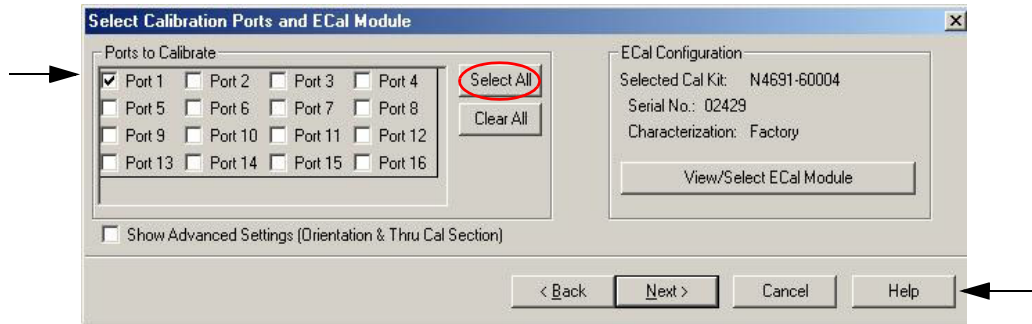 Select Calibration Ports and ECal Module
Ports to Calibrate
Port 1 Port 2 Port 3 Port 4
Port 5 Port 6 Port 7 Port 8
Port 9 Port 10 Port 11 Port 12
Port 13 Port 14 Port 15 Port 16
Select All
Clear All
Show Advanced Settings (Orientation & Thru Cal Section)
ECal Configuration
Selected Cal Kit: N4691-60004
Serial No.: 02429
Characterization: Factory
View/Select ECal Module
< Back Next > Cancel Help